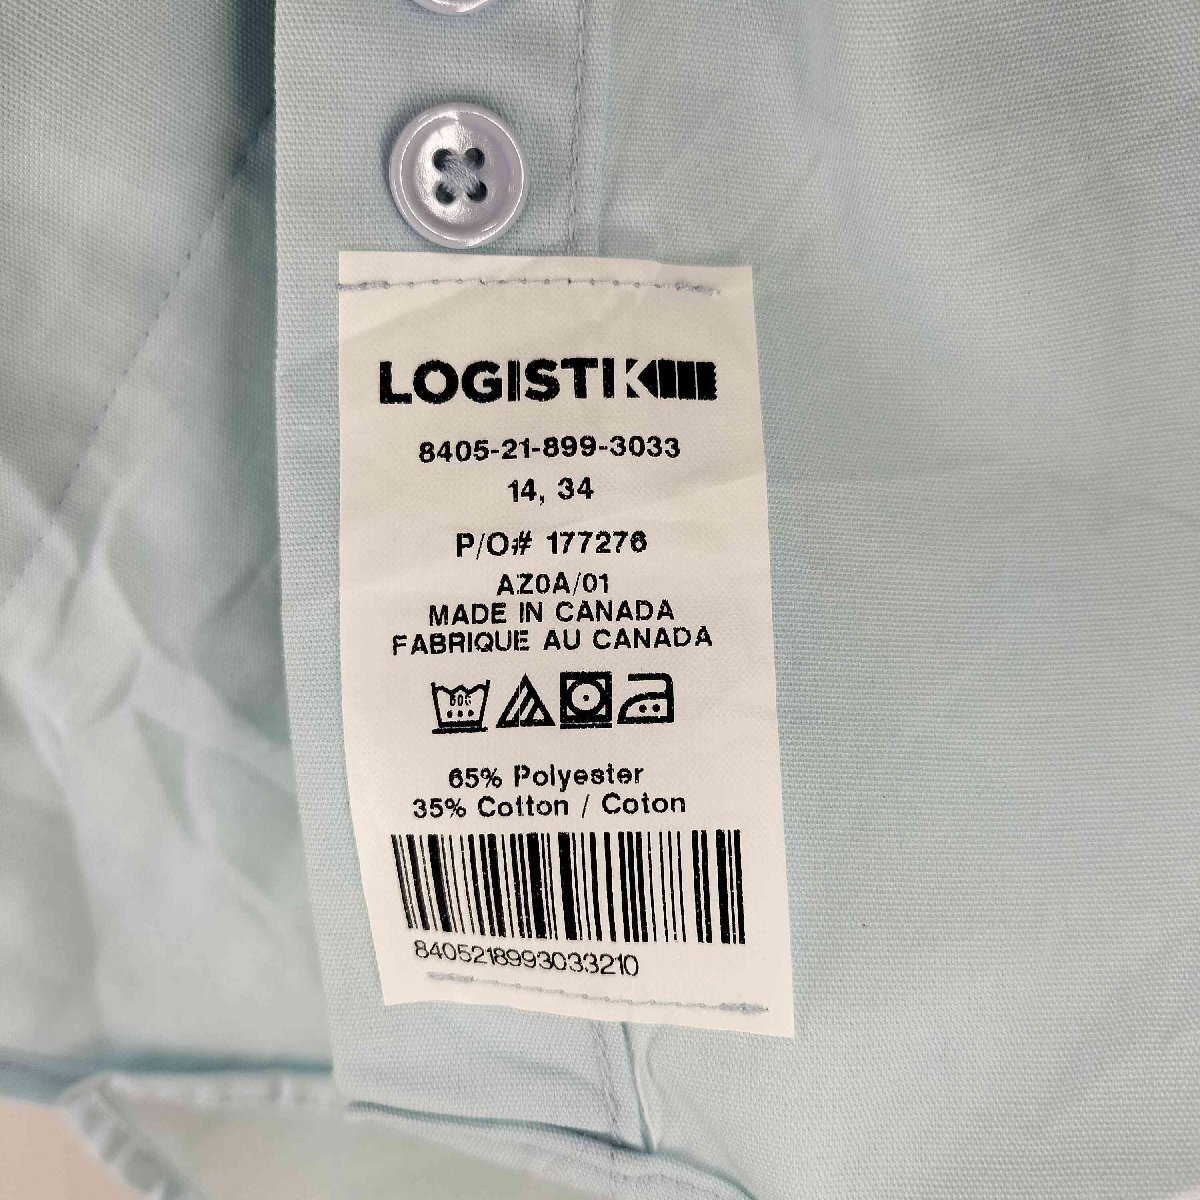 LOGISTIK
8405-21-899-3033
14, 34
P/O# 177276
AZ0A/01
MADE IN CANADA
FABRIQUE AU CANADA
65% Polyester
35% Cotton / Coton
8405218993033210